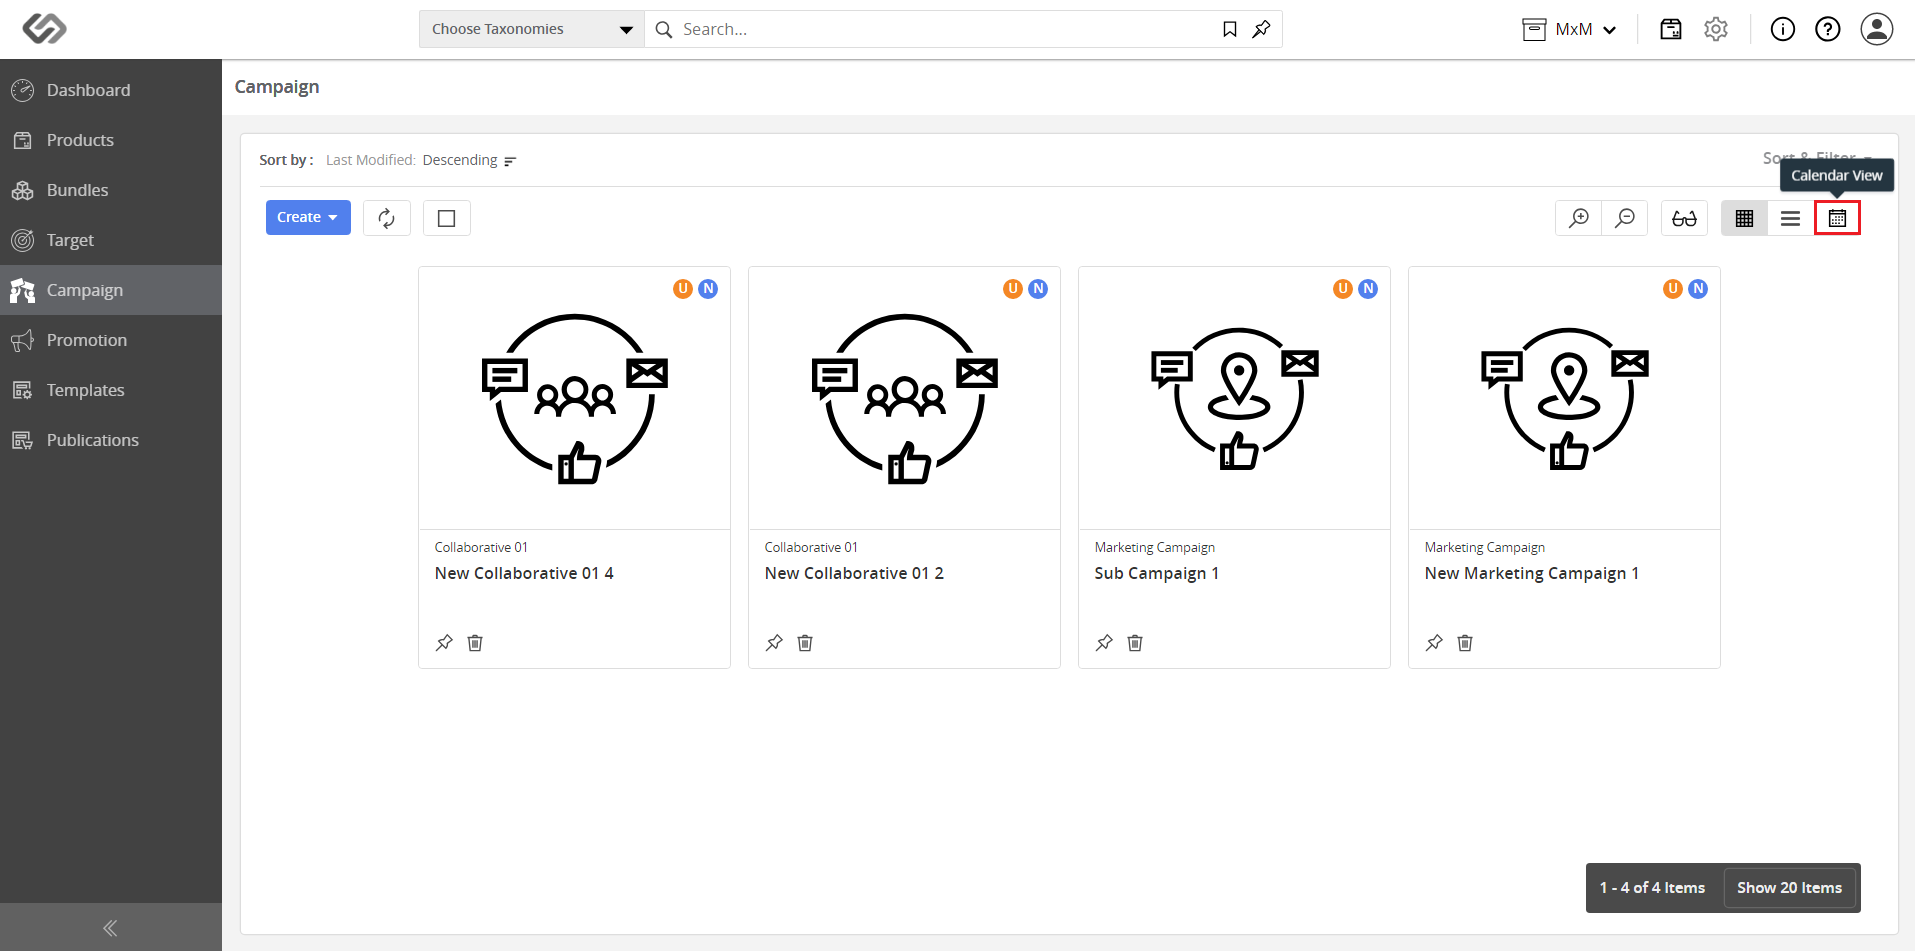 Choose Taxonomies
Search...
MxM
Dashboard
Products
Bundles
Target
Campaign
Promotion
Templates
Publications
Campaign
Sort by : Last Modified: Descending
Sort & Filter
Calendar View
Create
U N
U N
U N
U N
Collaborative 01
New Collaborative 01 4
Collaborative 01
New Collaborative 01 2
Marketing Campaign
Sub Campaign 1
Marketing Campaign
New Marketing Campaign 1
1 - 4 of 4 Items
Show 20 Items